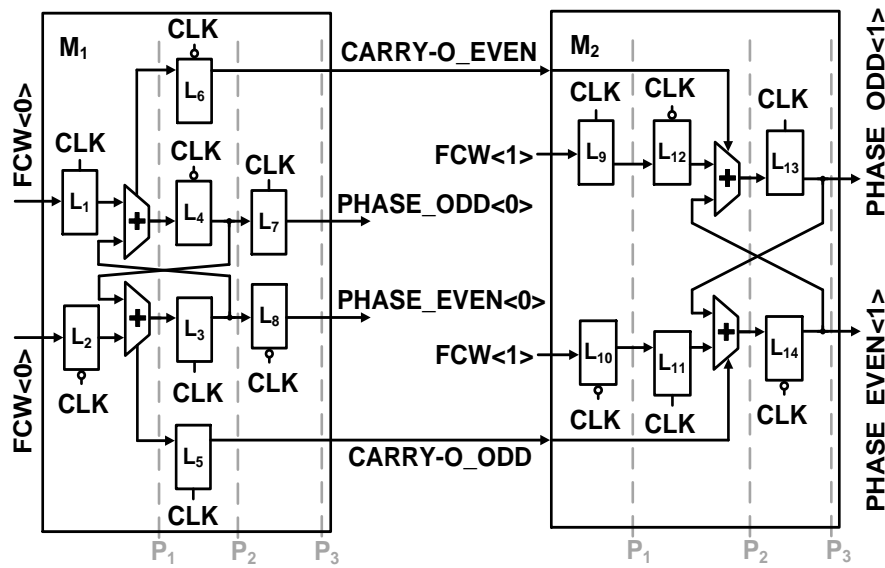 M1
CLK
L6
CARRY-O_EVEN
FCW<0>
CLK
L1
+
CLK
L4
CLK
L7
PHASE_ODD<0>
FCW<0>
L2
CLK
+
L3
CLK
L8
CLK
PHASE_EVEN<0>
L5
CLK
CARRY-O_ODD
P1
P2
P3
M2
FCW<1>
CLK
L9
CLK
L12
+
CLK
L13
PHASE ODD<1>
FCW<1>
L10
CLK
L11
CLK
+
L14
CLK
PHASE EVEN<1>
P1
P2
P3